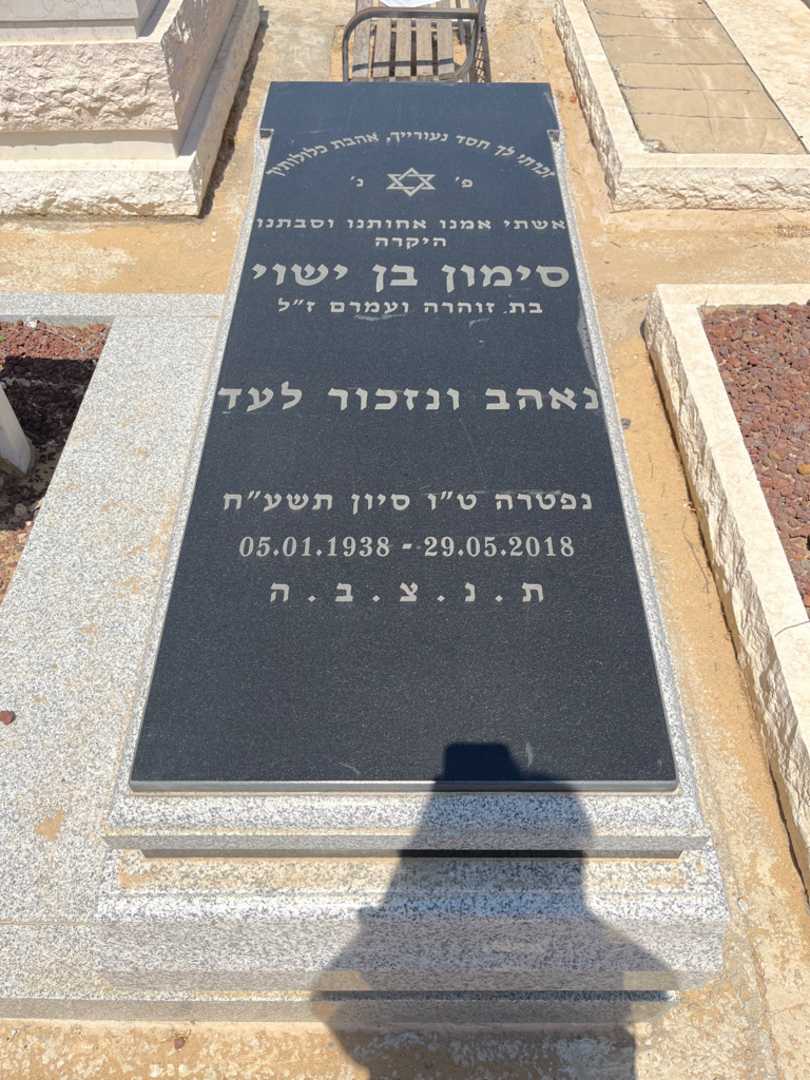 זכרתי לך חסד נעורייך, אהבת כלולותיך
פ' נ'
אשתי אמנו אחותנו וסבתנו
היקרה
סימון בן ישוי
בת זוהרה ועמרם ז"ל
נאהב ונזכור לעד
נפטרה ט"ו סיון תשע"ח
05.01.1938 - 29.05.2018
ת . נ . צ . ב . ה